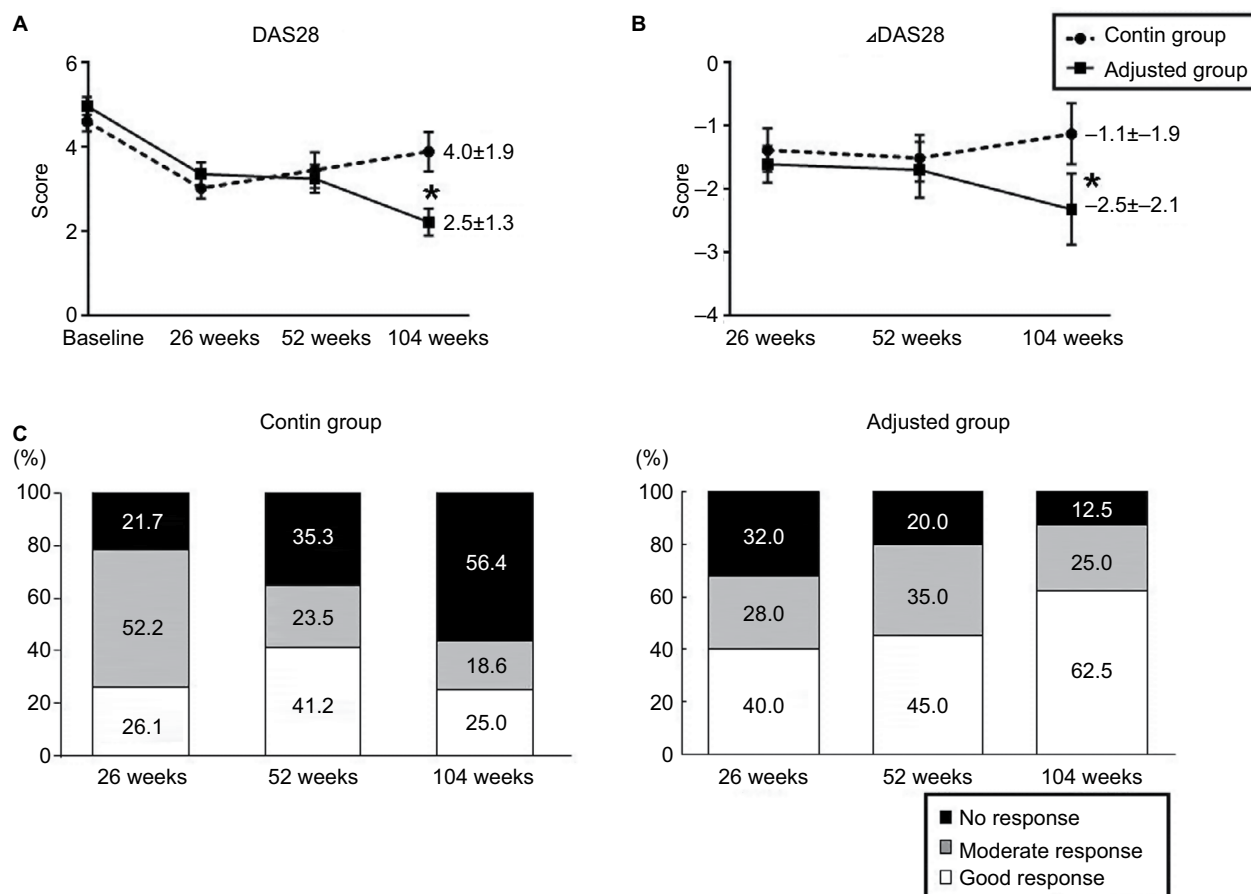 A
DAS28
Score
6
4
2
0
4.0±1.9
*
2.5±1.3
Baseline
26 weeks
52 weeks
104 weeks
B
⊿DAS28
Contin group
Adjusted group
Score
0
–1
–2
–3
–4
–1.1±–1.9
*
–2.5±–2.1
26 weeks
52 weeks
104 weeks
C
(%)
Contin group
100
80
60
40
20
0
21.7
52.2
26.1
35.3
23.5
41.2
56.4
18.6
25.0
26 weeks
52 weeks
104 weeks
Adjusted group
(%)
100
80
60
40
20
0
32.0
28.0
40.0
20.0
35.0
45.0
12.5
25.0
62.5
26 weeks
52 weeks
104 weeks
No response
Moderate response
Good response